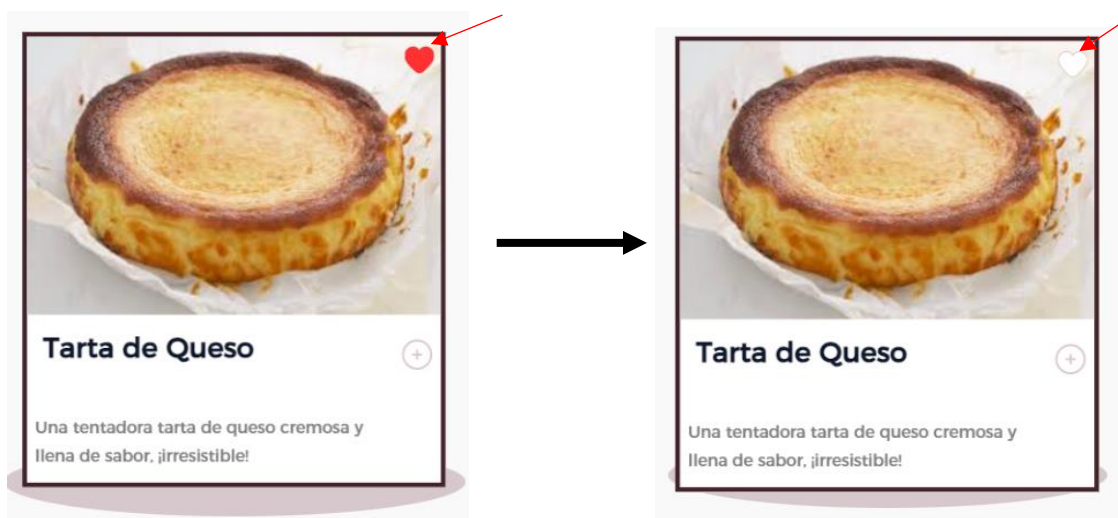 Tarta de Queso
Una tentadora tarta de queso cremosa y
llena de sabor, ¡irresistible!
Tarta de Queso
Una tentadora tarta de queso cremosa y
llena de sabor, ¡irresistible!